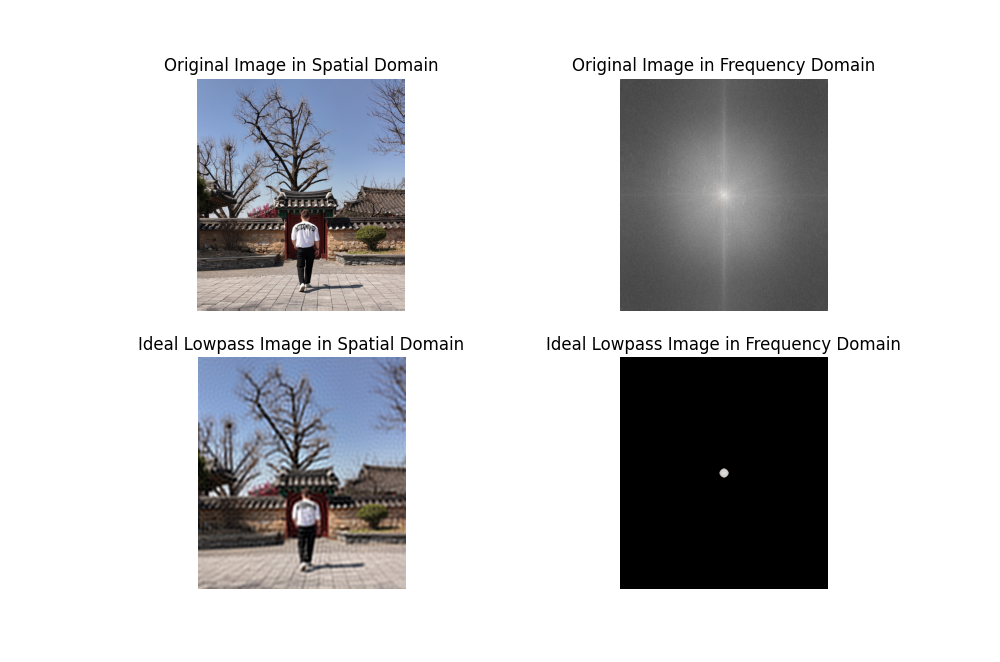 Original Image in Spatial Domain
Original Image in Frequency Domain
Ideal Lowpass Image in Spatial Domain
Ideal Lowpass Image in Frequency Domain